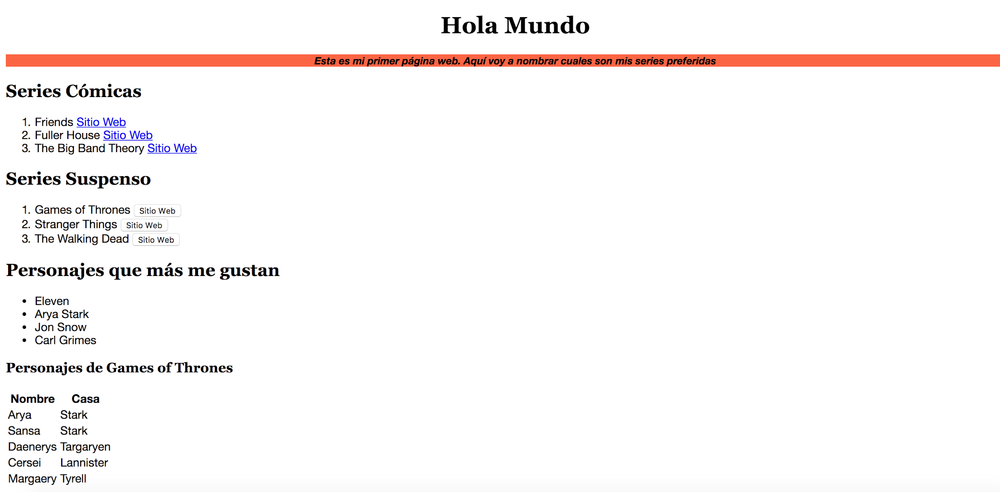 Hola Mundo
Esta es mi primer página web. Aquí voy a nombrar cuales son mis series preferidas
Series Cómicas
1. Friends Sitio Web
2. Fuller House Sitio Web
3. The Big Band Theory Sitio Web
Series Suspenso
1. Games of Thrones Sitio Web
2. Stranger Things Sitio Web
3. The Walking Dead Sitio Web
Personajes que más me gustan
• Eleven
• Arya Stark
• Jon Snow
• Carl Grimes
Personajes de Games of Thrones
Nombre Casa
Arya Stark
Sansa Stark
Daenerys Targaryen
Cersei Lannister
Margaery Tyrell